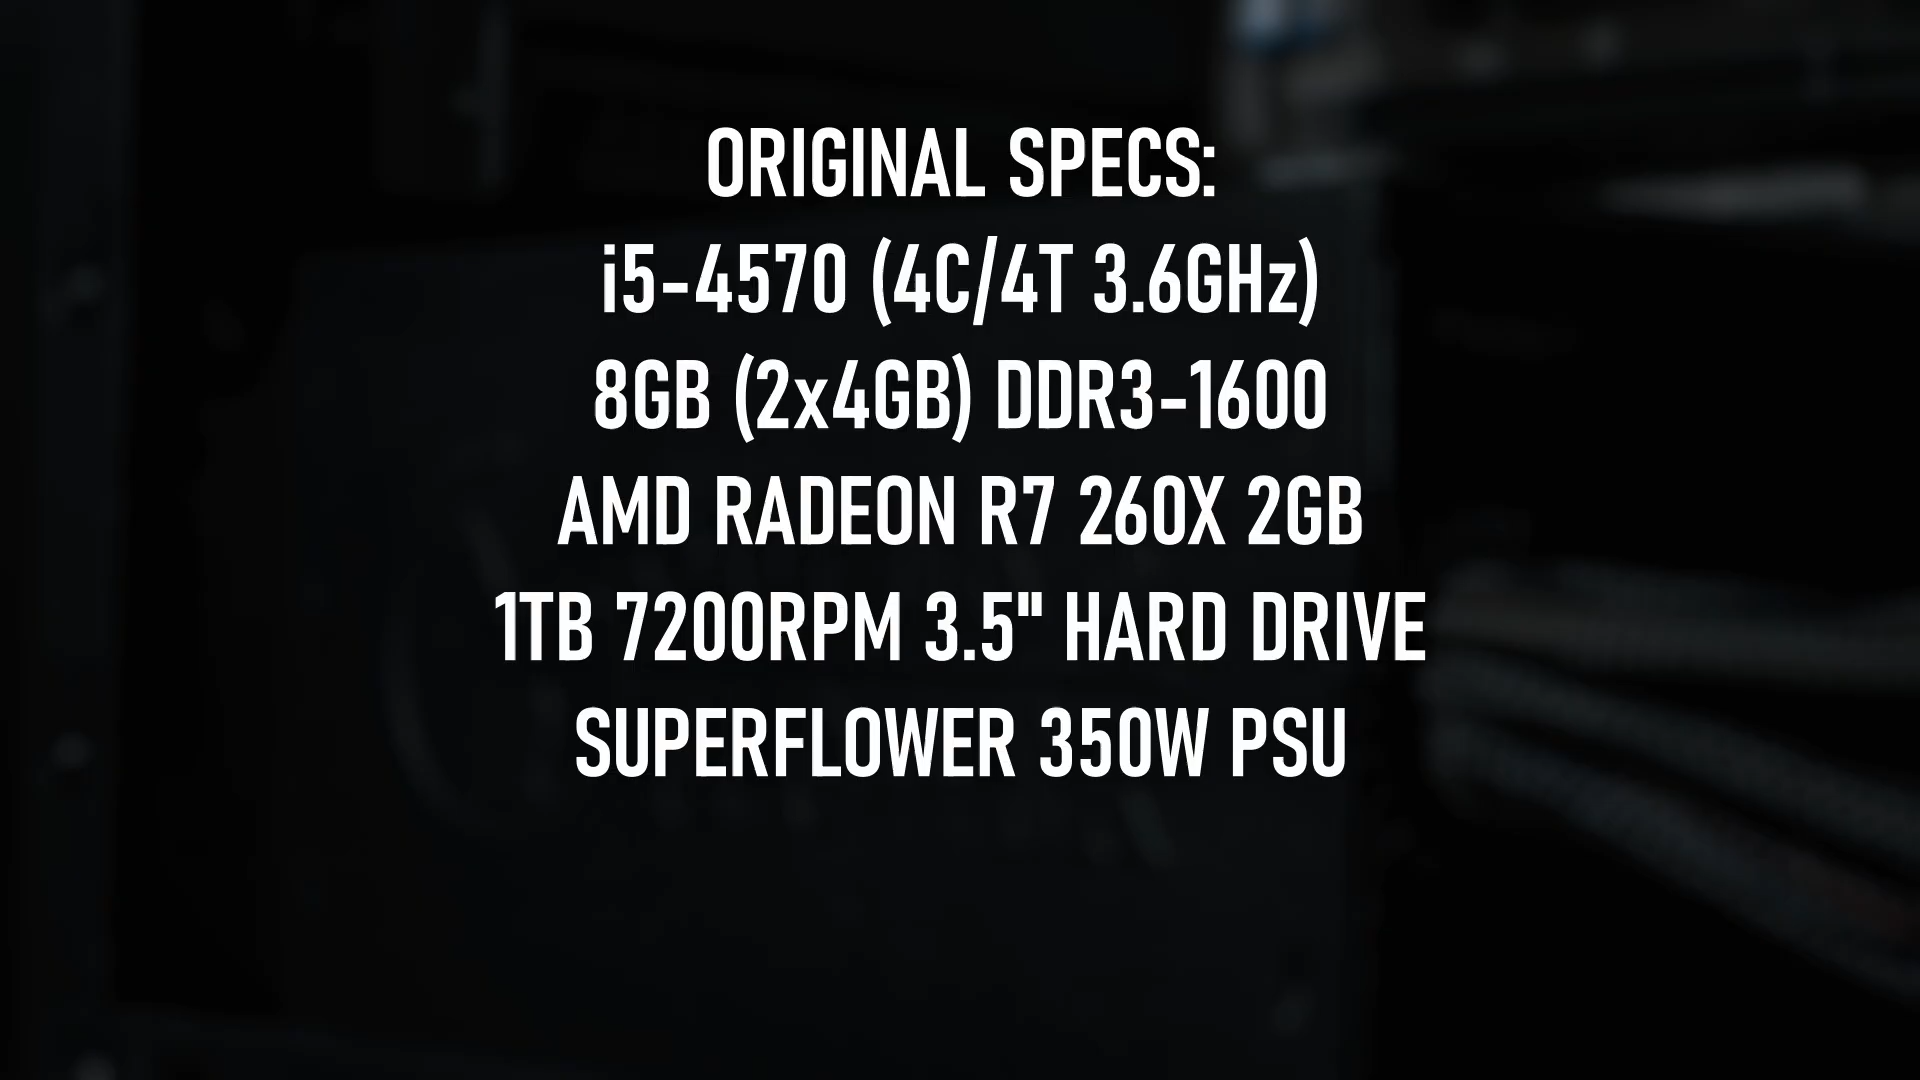 ORIGINAL SPECS:
i5-4570 (4C/4T 3.6GHz)
8GB (2x4GB) DDR3-1600
AMD RADEON R7 260X 2GB
1TB 7200RPM 3.5" HARD DRIVE
SUPERFLOWER 350W PSU